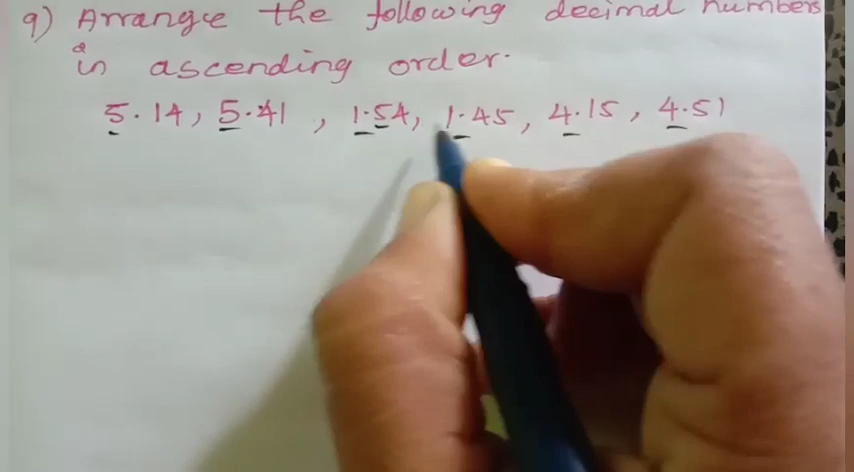 9) Arrange the following decimal numbers
in ascending order.
5.14, 5.41, 1.54, 1.45, 4.15, 4.51